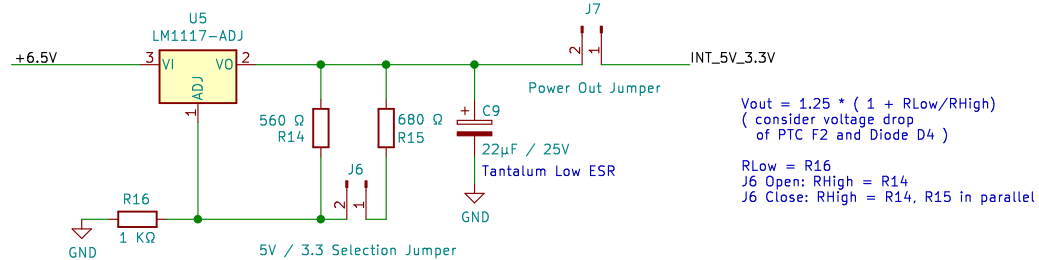 J7
U5
LM1117-ADJ
+6.5V
3
VI
VO
2
2
1
INT_5V_3.3V
ADJ
1
Power Out Jumper
Vout = 1.25 * ( 1 + RLow/RHigh)
( consider voltage drop
of PTC F2 and Diode D4 )
560 Ω
R14
680 Ω
R15
+
C9
22µF / 25V
Tantalum Low ESR
RLow = R16
J6 Open: RHigh = R14
J6 Close: RHigh = R14, R15 in parallel
J6
2
1
R16
1 KΩ
GND
GND
5V / 3.3 Selection Jumper